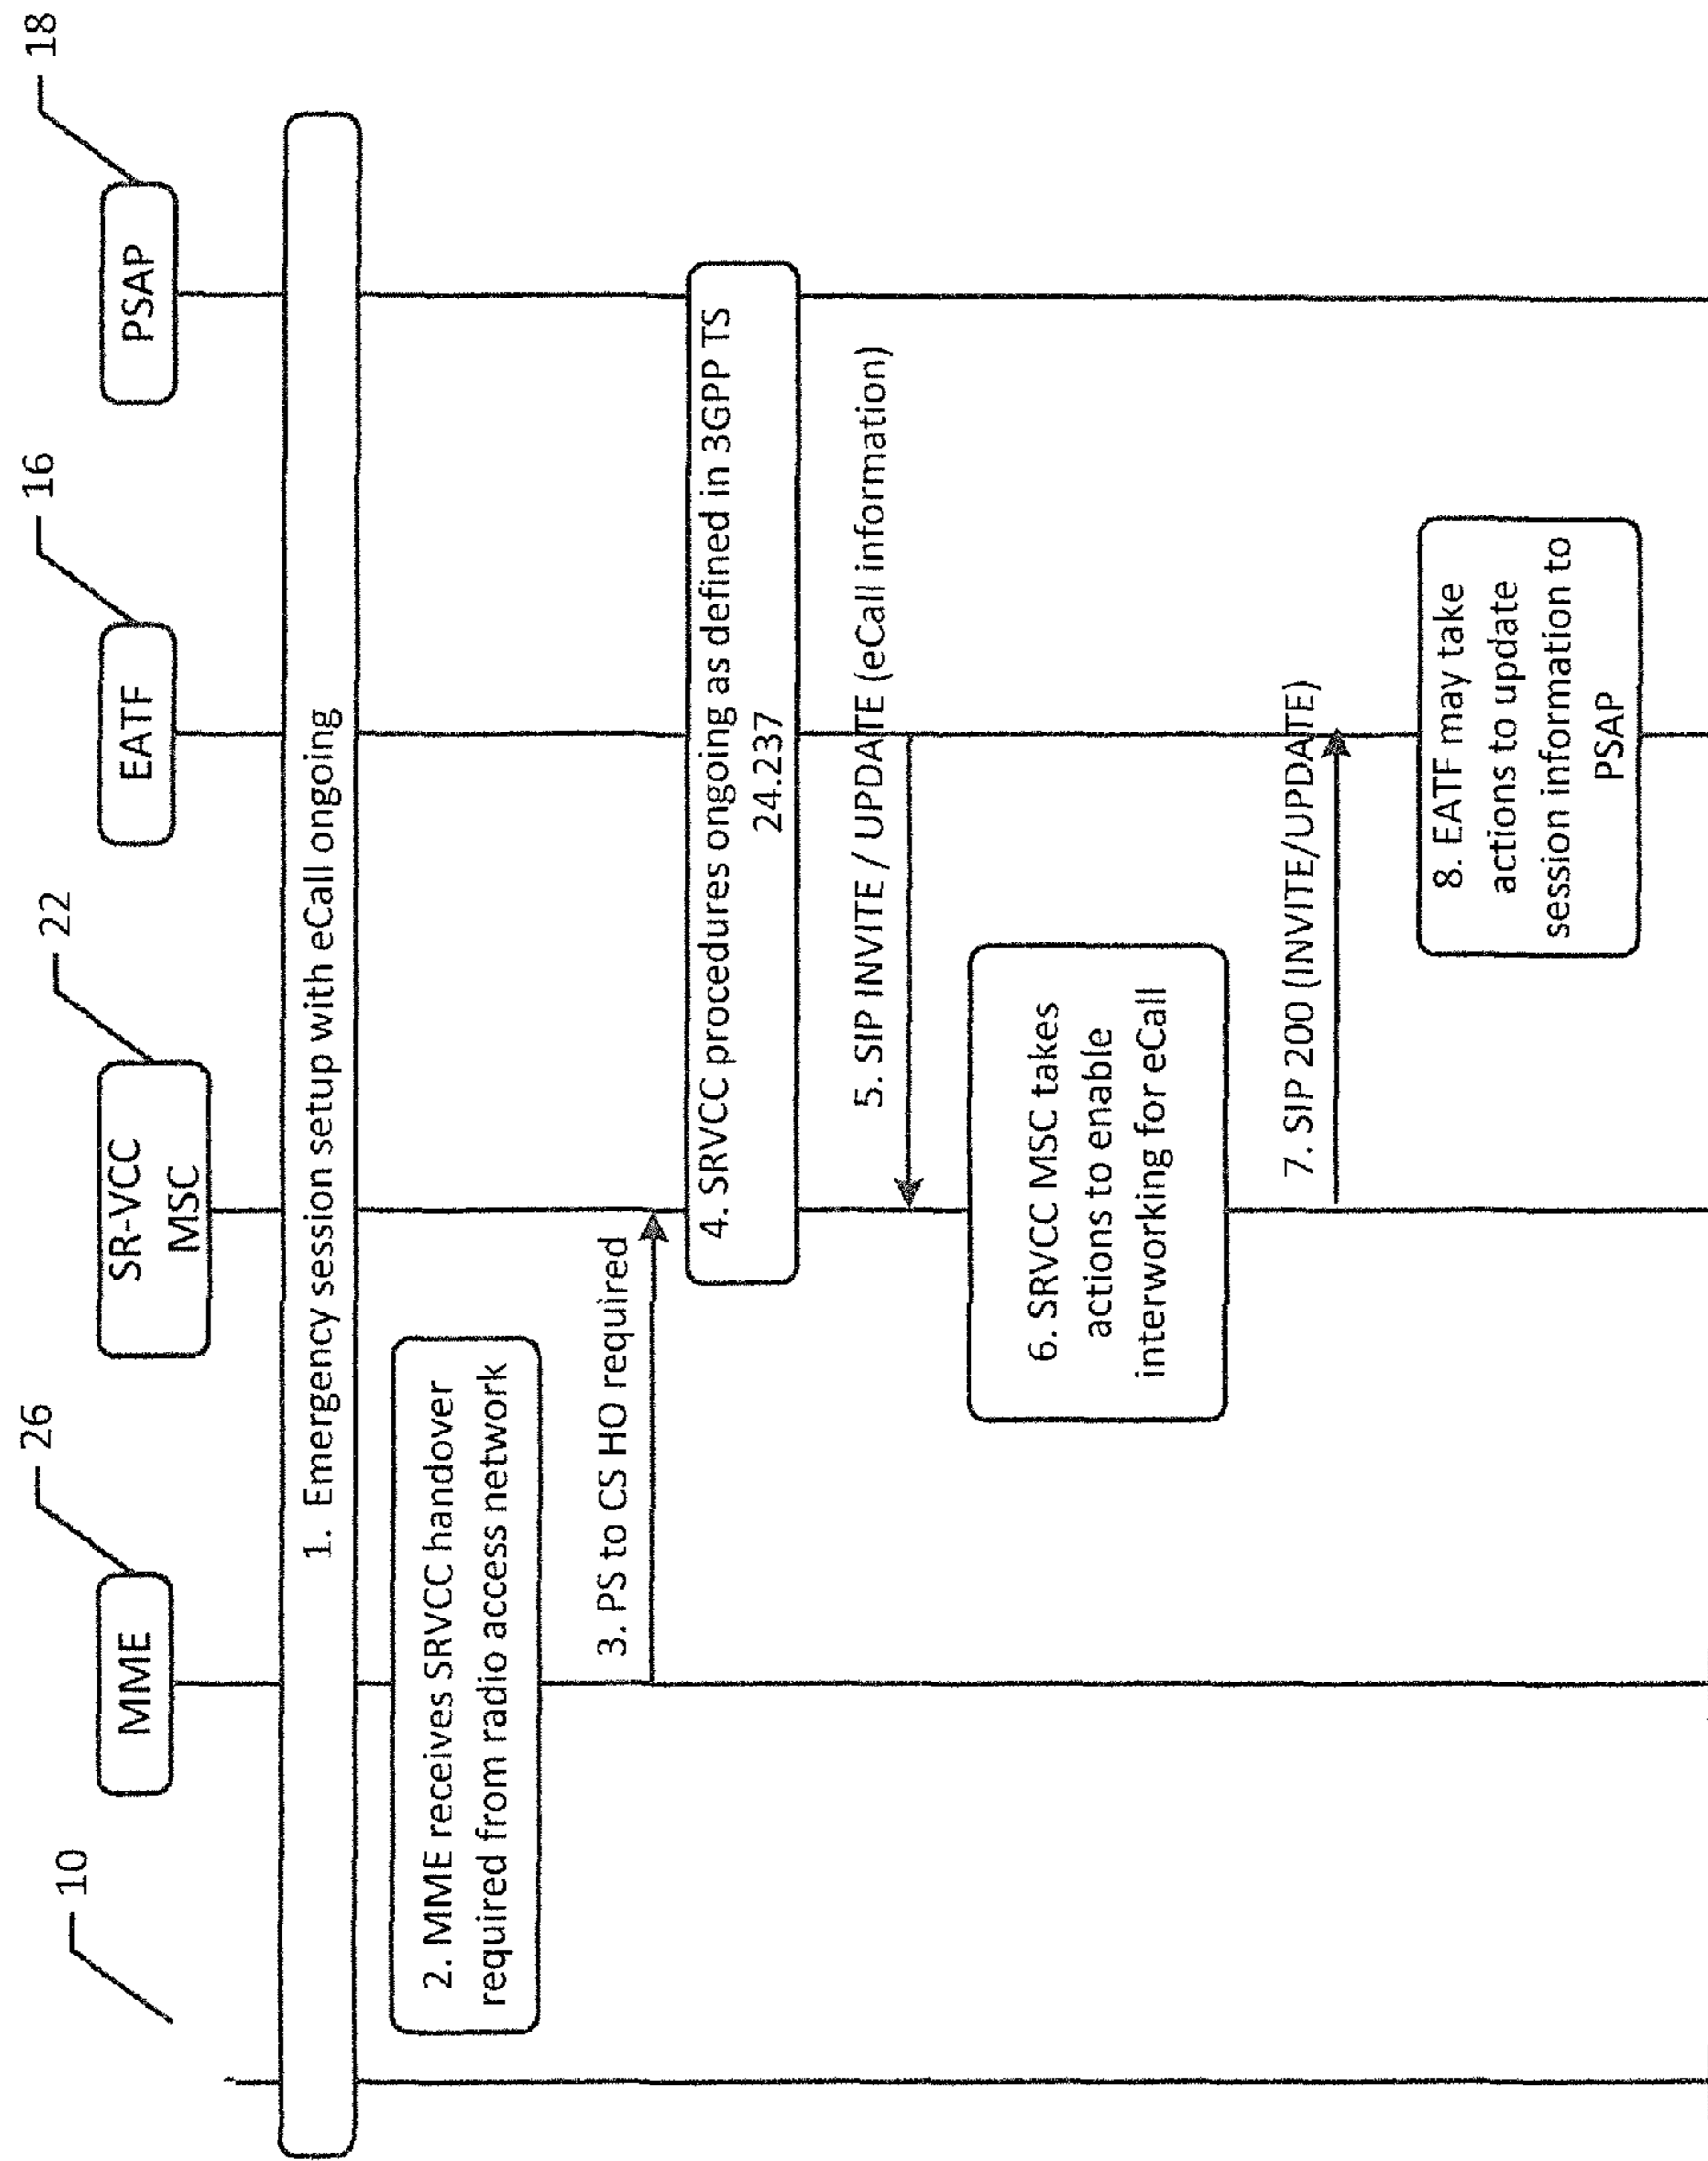 10
26
22
16
18
MME
SR-VCC
MSC
EATF
PSAP
1. Emergency session setup with eCall ongoing
2. MME receives SRVCC handover
required from radio access network
3. PS to CS HO required
4. SRVCC procedures ongoing as defined in 3GPP TS
24.237
5. SIP INVITE / UPDATE (eCall information)
6. SRVCC MSC takes
actions to enable
interworking for eCall
7. SIP 200 (INVITE/UPDATE)
8. EATF may take
actions to update
session information to
PSAP